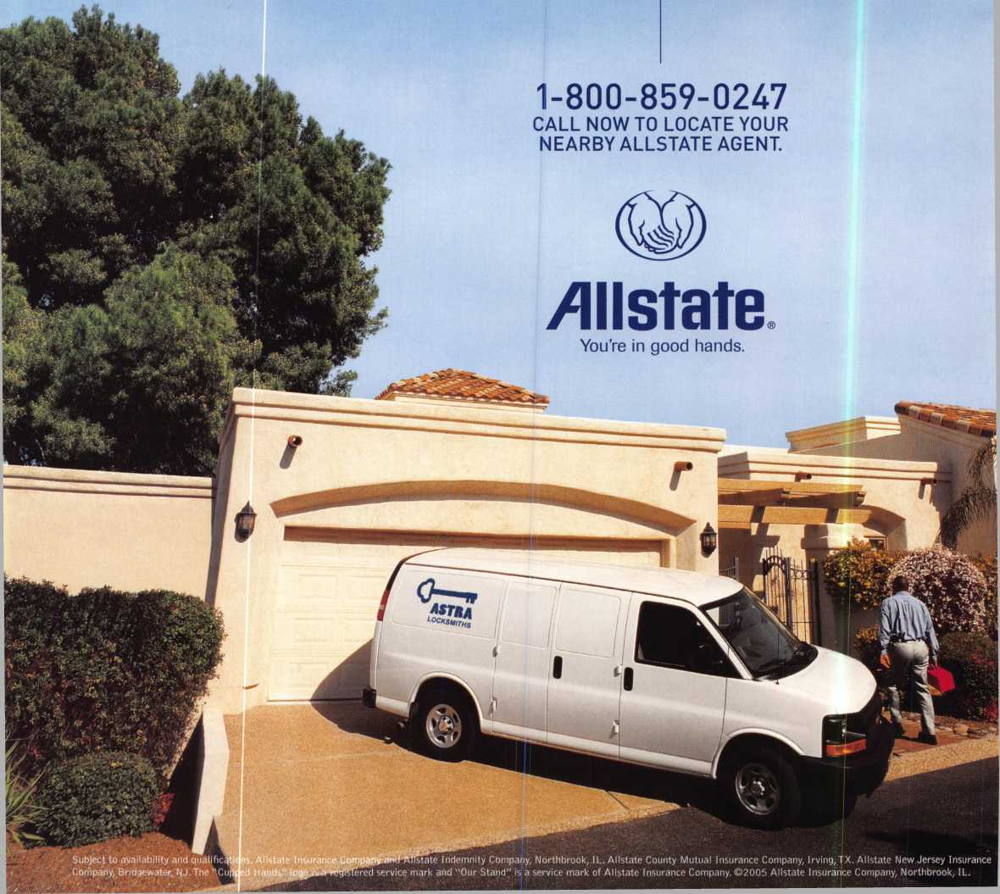 1-800-859-0247
CALL NOW TO LOCATE YOUR
NEARBY ALLSTATE AGENT.
Allstate®
You're in good hands.
ASTRA
LOCKSMITHS
Subject to availability and qualifications. Allstate Insurance Company and Allstate Indemnity Company, Northbrook, IL. Allstate County Mutual Insurance Company, Irving, TX. Allstate New Jersey Insurance
Company, Bridgewater, NJ. The "Cupped Hands" logo is a registered service mark and "Our Stand" is a service mark of Allstate Insurance Company. ©2005 Allstate Insurance Company, Northbrook, IL.